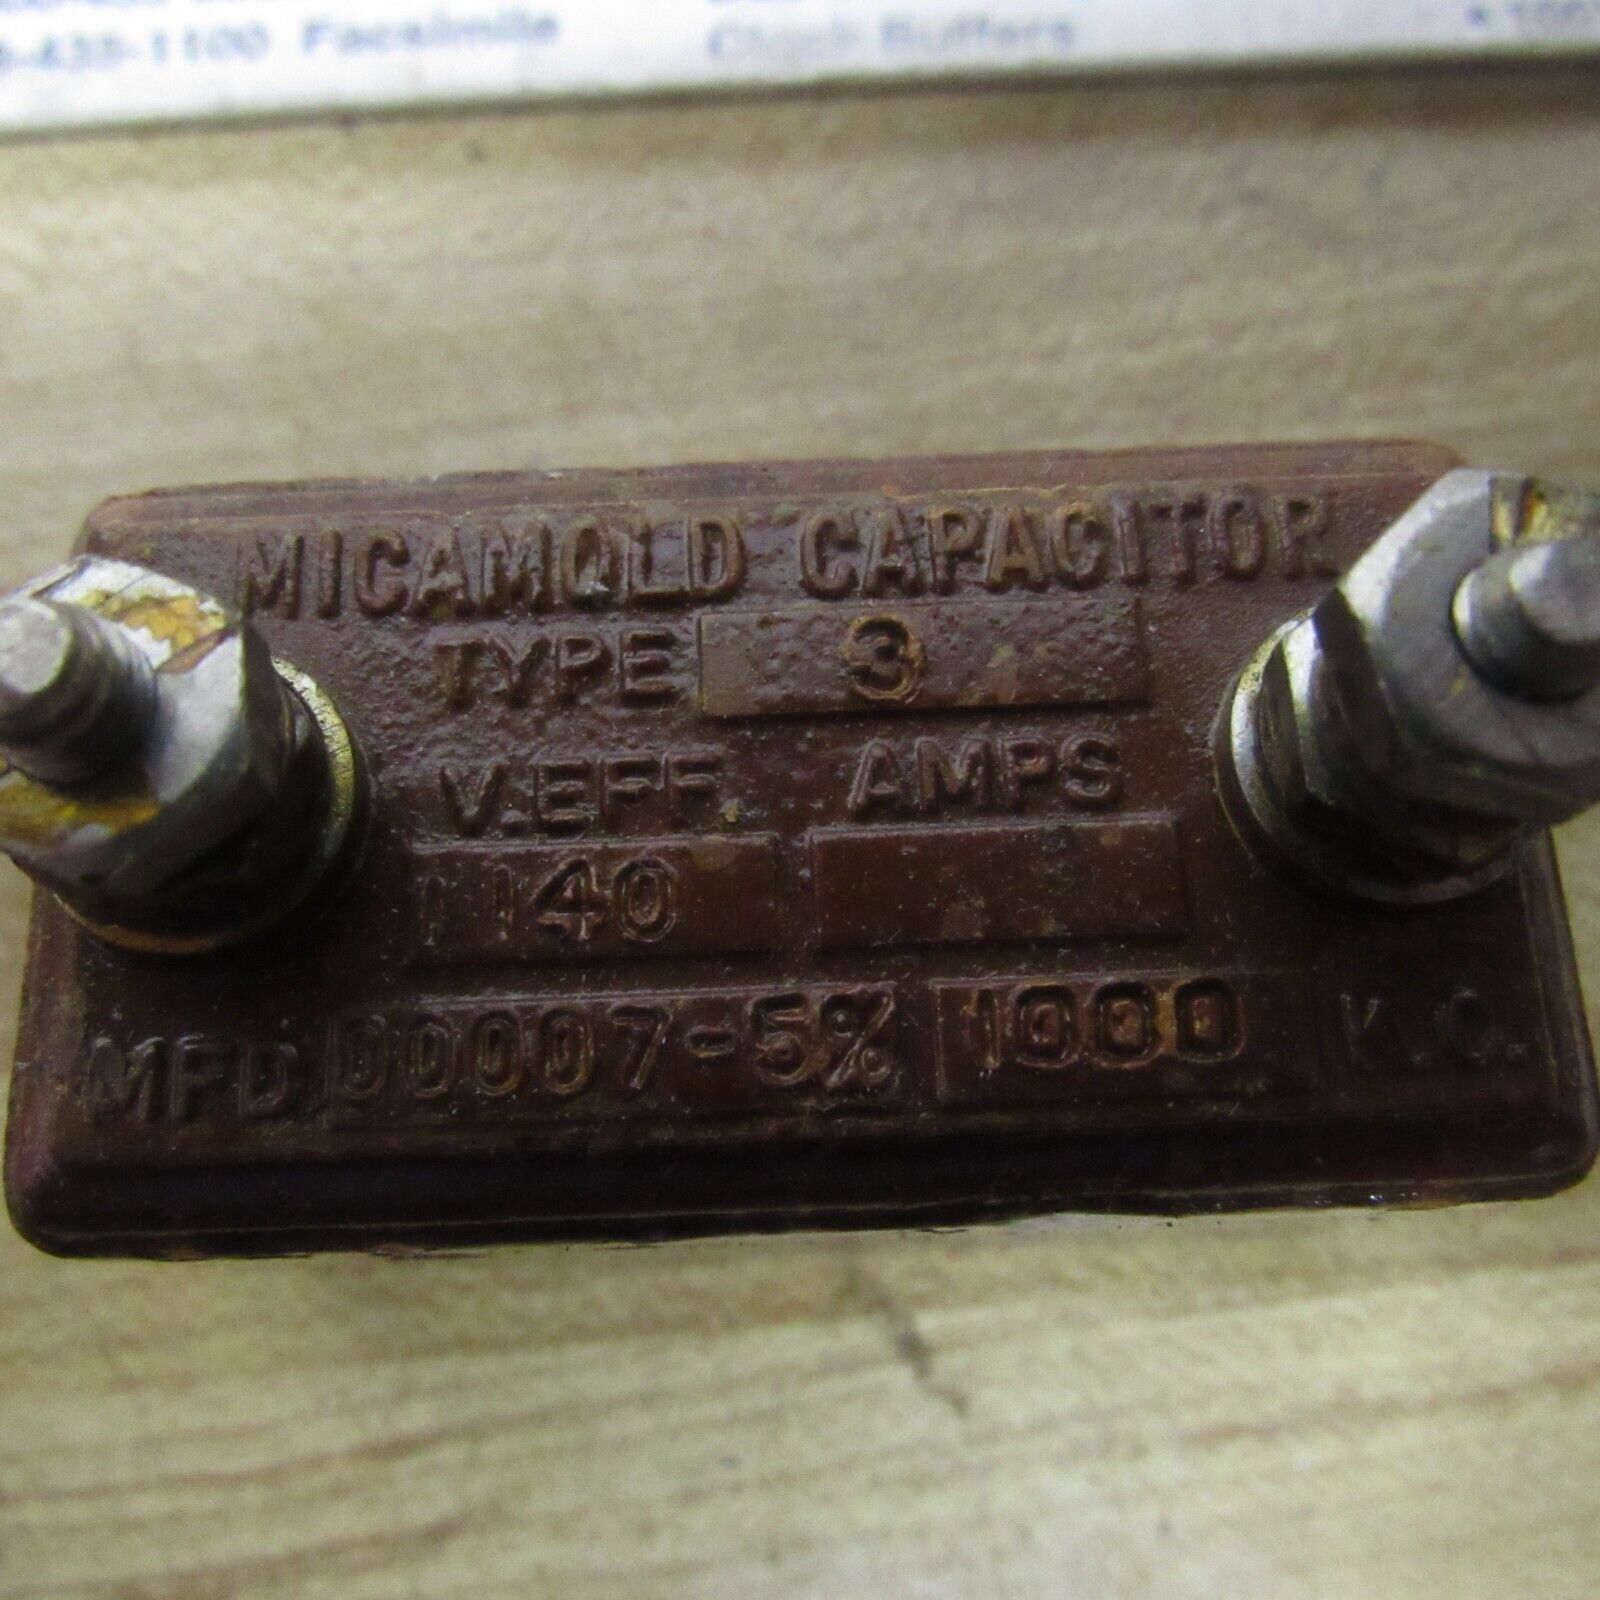 -435-1100 Facsimile
Clock Buffers
MICAMOLD CAPACITOR
TYPE 3
V.EFF. AMPS
1140
MFD 00007-5% 1000 K.C.